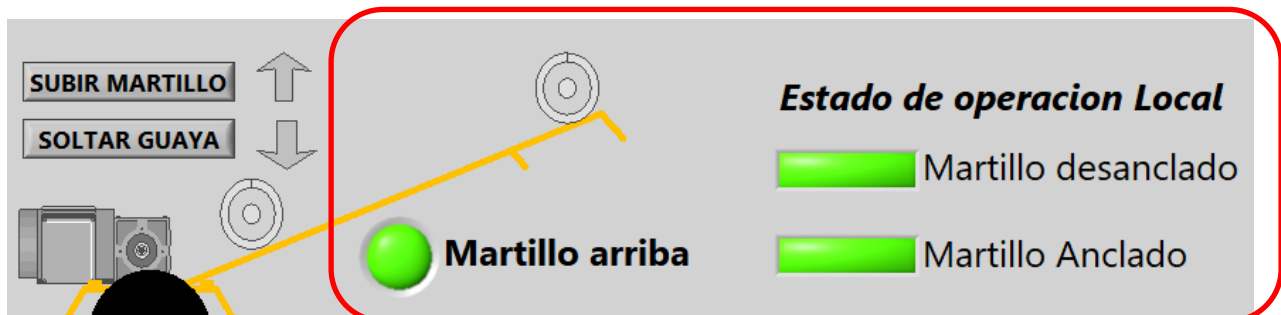 SUBIR MARTILLO
SOLTAR GUAYA
Estado de operacion Local
Martillo desanclado
Martillo arriba
Martillo Anclado